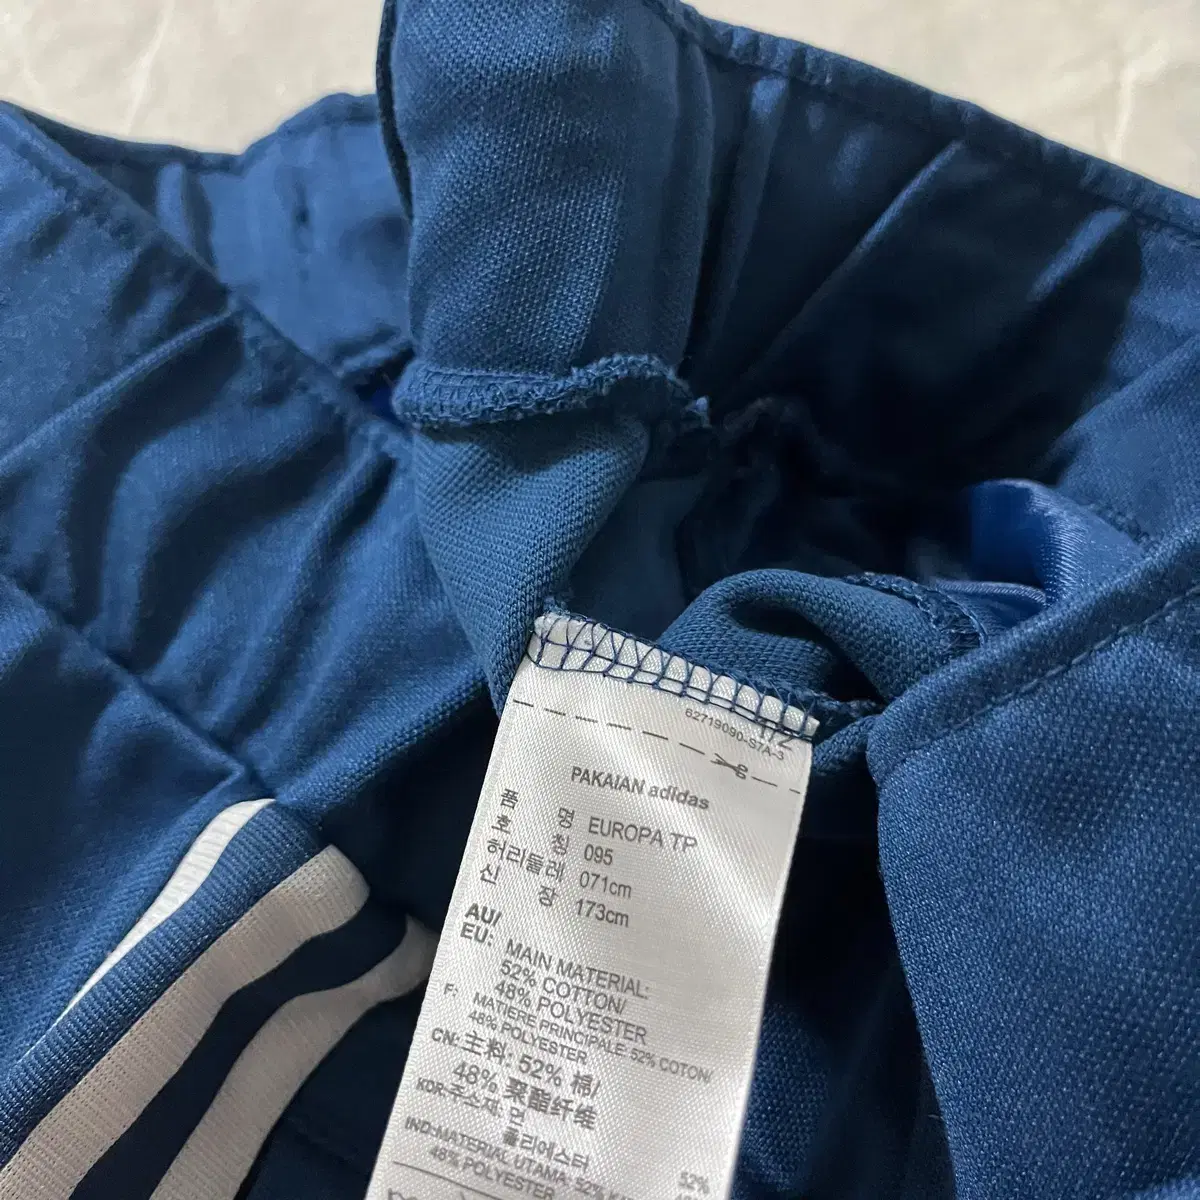 1/2
62719090-S7A-3
PAKAIAN adidas
품 명 EUROPA TP
호 칭 095
허리둘레 071cm
신 장 173cm
AU/
EU: MAIN MATERIAL:
52% COTTON/
48% POLYESTER
F: MATIERE PRINCIPALE: 52% COTON/
48% POLYESTER
CN: 主料: 52% 棉/
48% 聚酯纤维
KOR: 주소재: 면 52%
폴리에스터
IND: MATERIAL UTAMA: 52%
48% POLYESTER